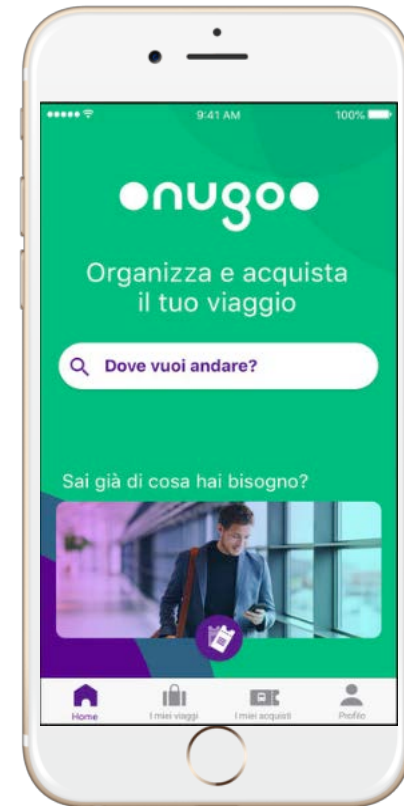 9:41 AM
100%
nugo
Organizza e acquista
il tuo viaggio
Dove vuoi andare?
Sai già di cosa hai bisogno?
Home
I miei viaggi
I miei acquisti
Profilo